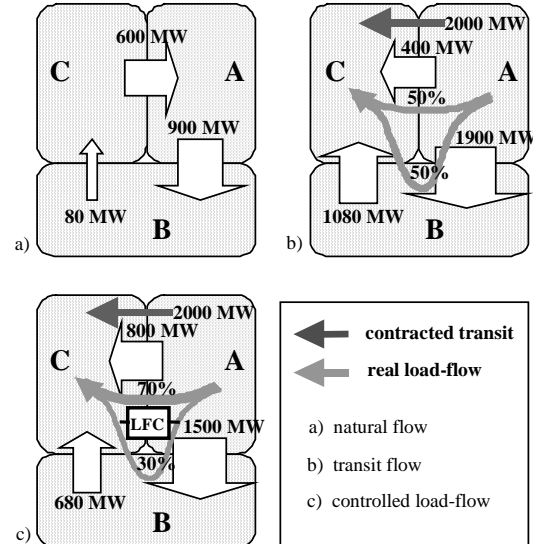 600 MW
C
A
900 MW
80 MW
B
a)
2000 MW
400 MW
C
A
50%
1900 MW
50%
1080 MW
B
b)
2000 MW
800 MW
C
A
70%
LFC
1500 MW
30%
680 MW
B
c)
contracted transit
real load-flow
a) natural flow
b) transit flow
c) controlled load-flow